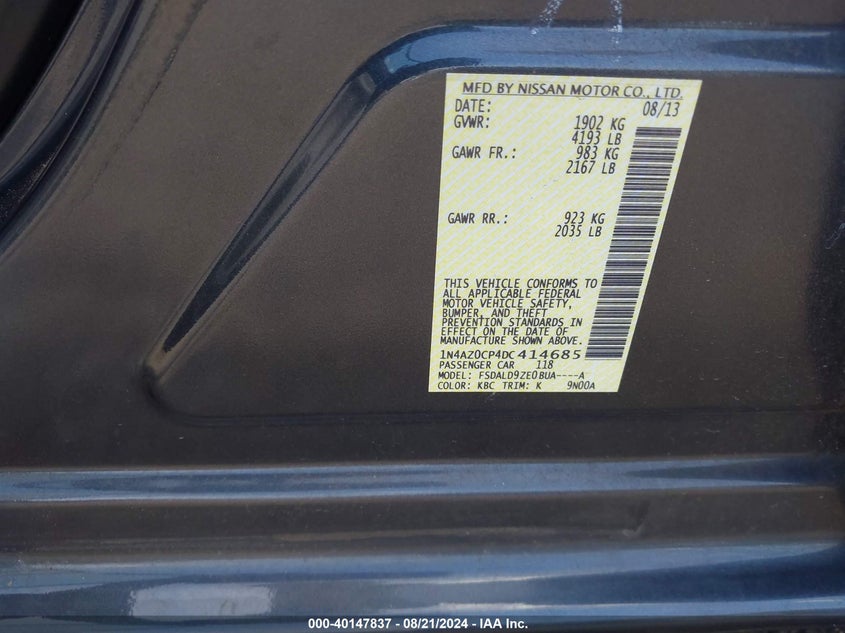 MFD BY NISSAN MOTOR CO., LTD.
DATE: 08/13
GVWR: 1902 KG
4193 LB
GAWR FR.: 983 KG
2167 LB
GAWR RR.: 923 KG
2035 LB
THIS VEHICLE CONFORMS TO
ALL APPLICABLE FEDERAL
MOTOR VEHICLE SAFETY,
BUMPER, AND THEFT
PREVENTION STANDARDS IN
EFFECT ON THE DATE OF
MANUFACTURE SHOWN ABOVE.
1N4AZ0CP4DC414685
PASSENGER CAR 118
MODEL: FSDALD9ZE0BUA----A
COLOR: KBC TRIM: K 9N00A
000-40147837 - 08/21/2024 - IAA Inc.